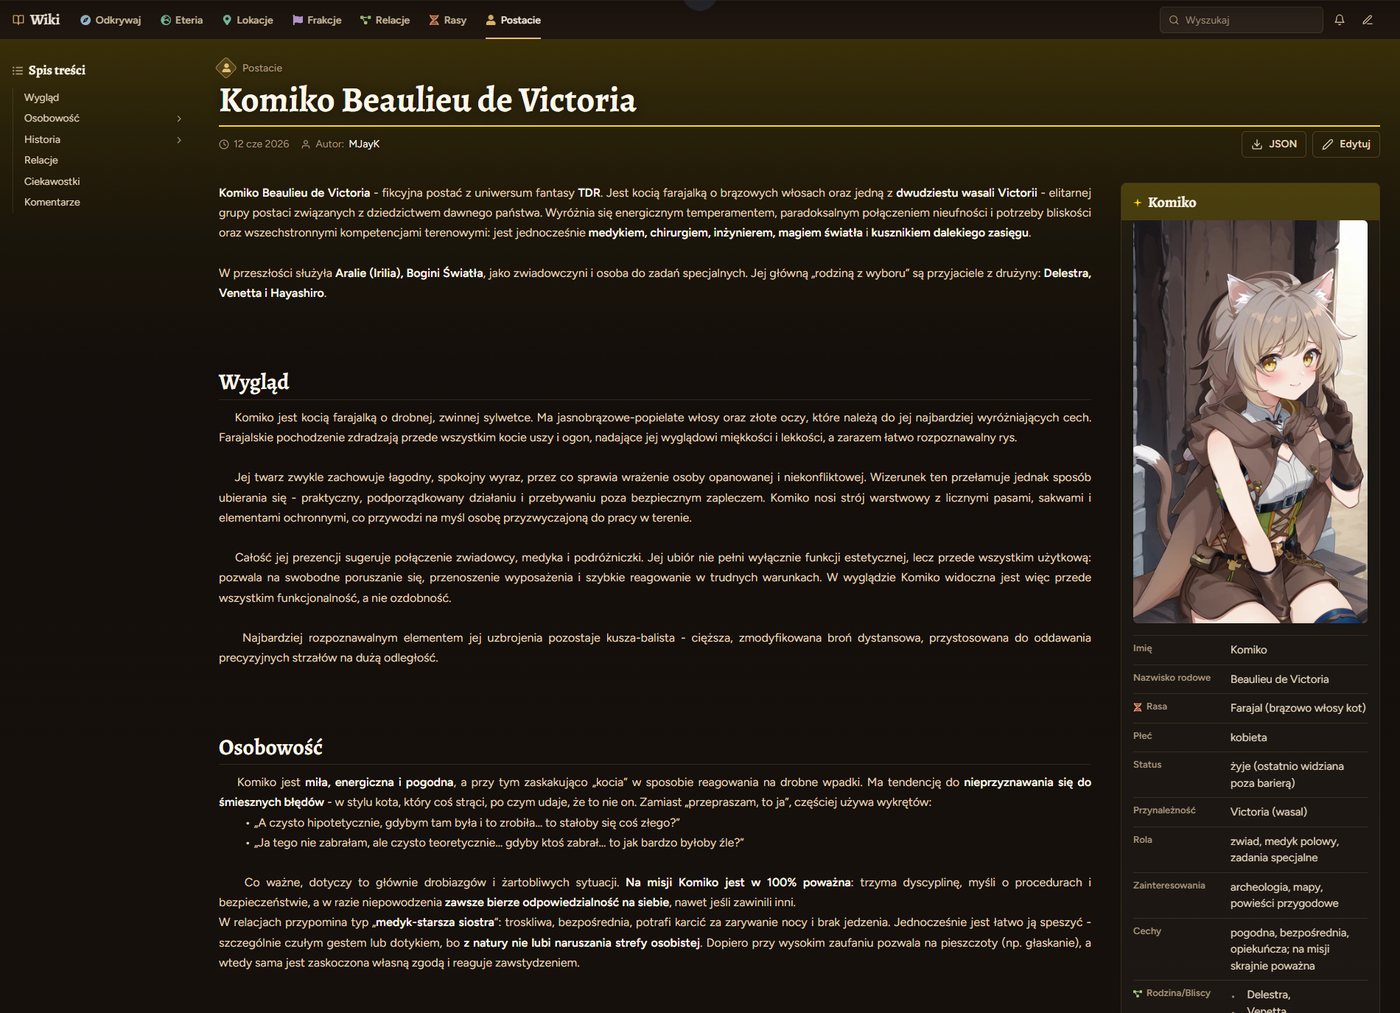 Wiki Odkrywaj Eteria Lokacje Frakcje Relacje Rasy Postacie Wyszukaj
Spis treści
Wygląd
Osobowość
Historia
Relacje
Ciekawostki
Komentarze
Postacie
Komiko Beaulieu de Victoria
12 cze 2026 Autor: MJayK JSON Edytuj
Komiko Beaulieu de Victoria - fikcyjna postać z uniwersum fantasy TDR. Jest kocią farajalką o brązowych włosach oraz jedną z dwudziestu wasali Victorii - elitarnej
grupy postaci związanych z dziedzictwem dawnego państwa. Wyróżnia się energicznym temperamentem, paradoksalnym połączeniem nieufności i potrzeby bliskości
oraz wszechstronnymi kompetencjami terenowymi: jest jednocześnie medykiem, chirurgiem, inżynierem, magiem światła i kusznikiem dalekiego zasięgu.
W przeszłości służyła Aralie (Irilia), Bogini Światła, jako zwiadowczyni i osoba do zadań specjalnych. Jej główną „rodziną z wyboru" są przyjaciele z drużyny: Delestra,
Venetta i Hayashiro.
Wygląd
Komiko jest kocią farajalką o drobnej, zwinnej sylwetce. Ma jasnobrązowe-popielate włosy oraz złote oczy, które należą do jej najbardziej wyróżniających cech.
Farajalskie pochodzenie zdradzają przede wszystkim kocie uszy i ogon, nadające jej wyglądowi miękkości i lekkości, a zarazem łatwo rozpoznawalny rys.
Jej twarz zwykle zachowuje łagodny, spokojny wyraz, przez co sprawia wrażenie osoby opanowanej i niekonfliktowej. Wizerunek ten przełamuje jednak sposób
ubierania się - praktyczny, podporządkowany działaniu i przebywaniu poza bezpiecznym zapleczem. Komiko nosi strój warstwowy z licznymi pasami, sakwami i
elementami ochronnymi, co przywodzi na myśl osobę przyzwyczajoną do pracy w terenie.
Całość jej prezencji sugeruje połączenie zwiadowcy, medyka i podróżniczki. Jej ubiór nie pełni wyłącznie funkcji estetycznej, lecz przede wszystkim użytkową:
pozwala na swobodne poruszanie się, przenoszenie wyposażenia i szybkie reagowanie w trudnych warunkach. W wyglądzie Komiko widoczna jest więc przede
wszystkim funkcjonalność, a nie ozdobność.
Najbardziej rozpoznawalnym elementem jej uzbrojenia pozostaje kusza-balista - cięższa, zmodyfikowana broń dystansowa, przystosowana do oddawania
precyzyjnych strzałów na dużą odległość.
Osobowość
Komiko jest miła, energiczna i pogodna, a przy tym zaskakująco „kocia" w sposobie reagowania na drobne wpadki. Ma tendencję do nieprzyznawania się do
śmiesznych błędów - w stylu kota, który coś strąci, po czym udaje, że to nie on. Zamiast „przepraszam, to ja", częściej używa wykrętów:
• „A czysto hipotetycznie, gdybym tam była i to zrobiła... to stałoby się coś złego?"
• „Ja tego nie zabrałam, ale czysto teoretycznie... gdyby ktoś zabrał... to jak bardzo byłoby źle?"
Co ważne, dotyczy to głównie drobiazgów i żartobliwych sytuacji. Na misji Komiko jest w 100% poważna: trzyma dyscyplinę, myśli o procedurach i
bezpieczeństwie, a w razie niepowodzenia zawsze bierze odpowiedzialność na siebie, nawet jeśli zawinili inni.
W relacjach przypomina typ „medyk-starsza siostra": troskliwa, bezpośrednia, potrafi karcić za zarywanie nocy i brak jedzenia. Jednocześnie jest łatwo ją speszyć -
szczególnie czułym gestem lub dotykiem, bo z natury nie lubi naruszania strefy osobistej. Dopiero przy wysokim zaufaniu pozwala na pieszczoty (np. głaskanie), a
wtedy sama jest zaskoczona własną zgodą i reaguje zawstydzeniem.
Komiko
Imię Komiko
Nazwisko rodowe Beaulieu de Victoria
Rasa Farajal (brązowo włosy kot)
Płeć kobieta
Status żyje (ostatnio widziana
poza barierą)
Przynależność Victoria (wasal)
Rola zwiad, medyk polowy,
zadania specjalne
Zainteresowania archeologia, mapy,
powieści przygodowe
Cechy pogodna, bezpośrednia,
opiekuńcza; na misji
skrajnie poważna
Rodzina/Bliscy • Delestra,
Venetta